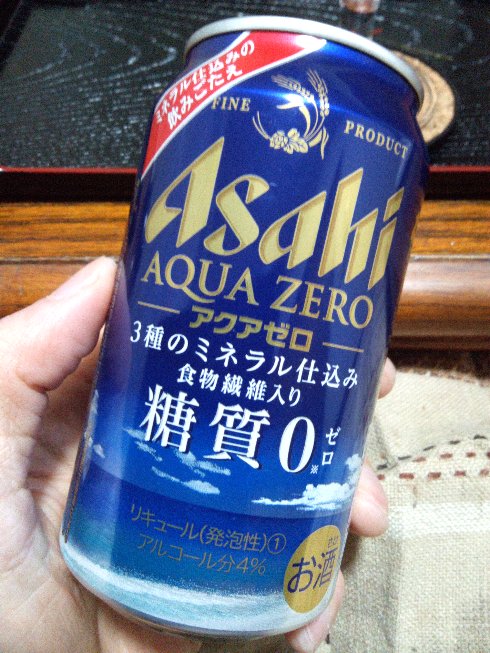 ミネラル仕込みの
飲みごたえ
FINE PRODUCT
Asahi
AQUA ZERO
アクアゼロ
3種のミネラル仕込み
食物繊維入り
糖質0※
ゼロ
リキュール(発泡性)①
アルコール分4%
お酒